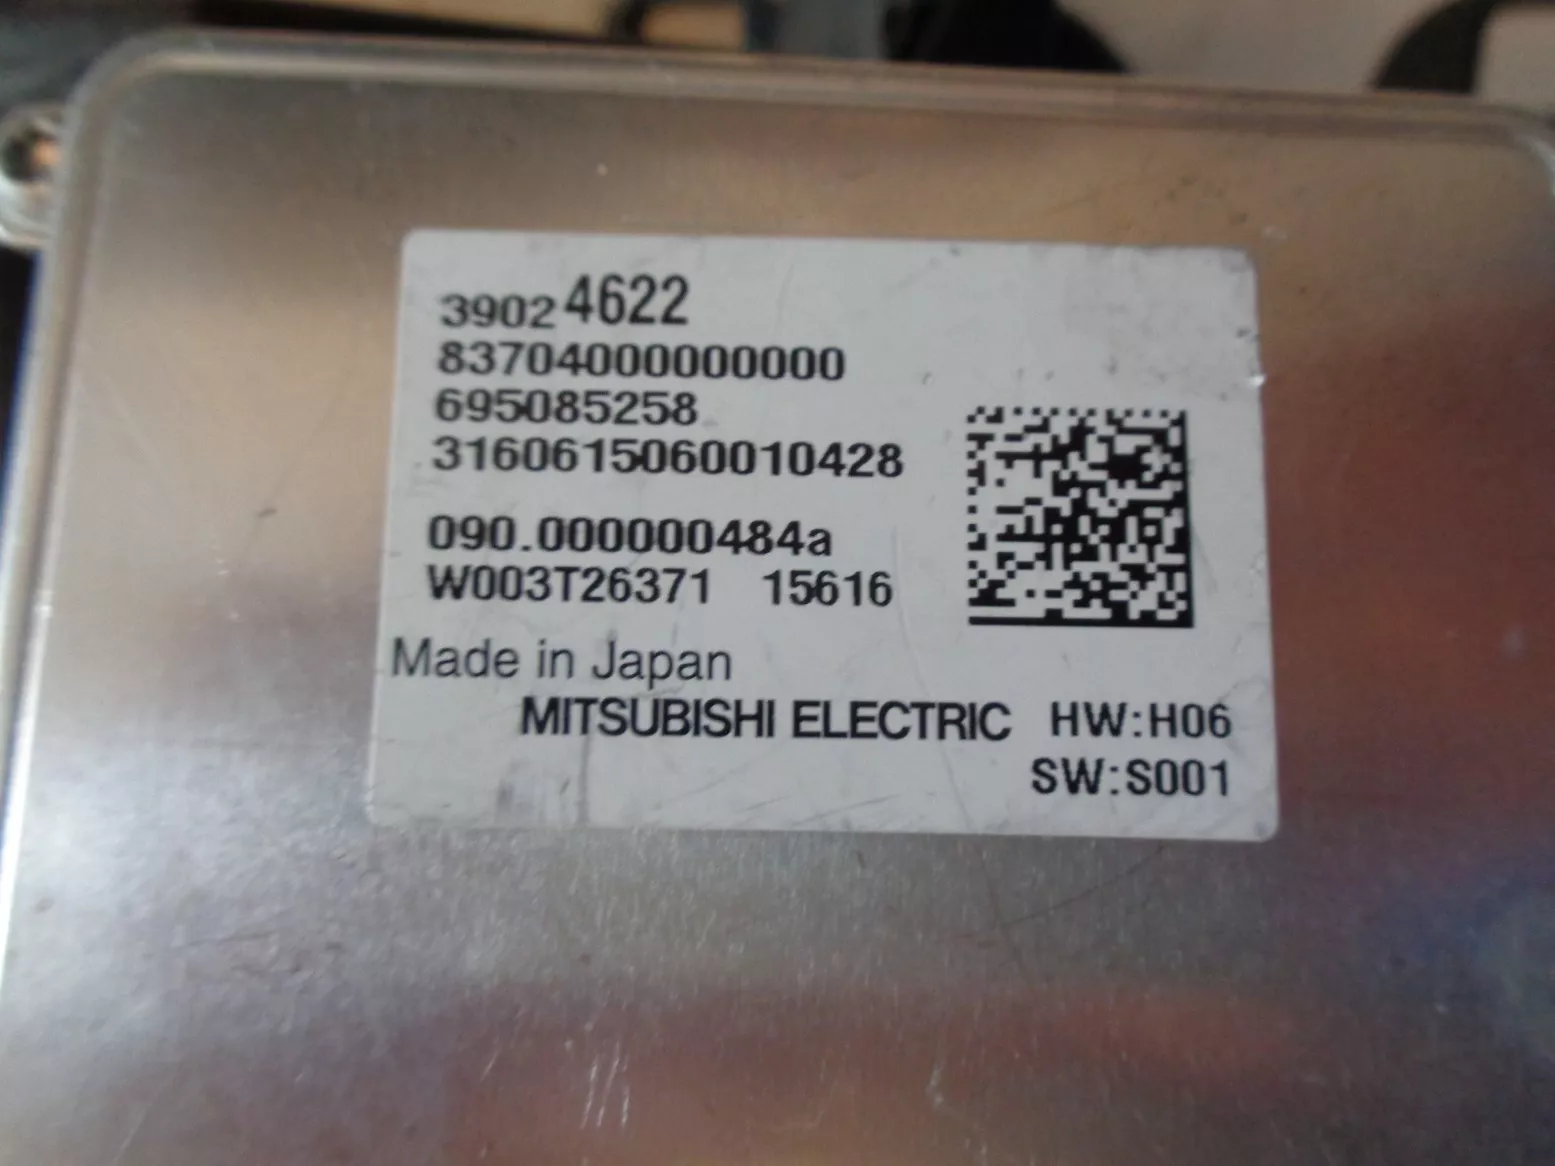 39024622
83704000000000
695085258
3160615060010428
090.000000484a
W003T26371 15616
Made in Japan
MITSUBISHI ELECTRIC HW:H06
SW:S001